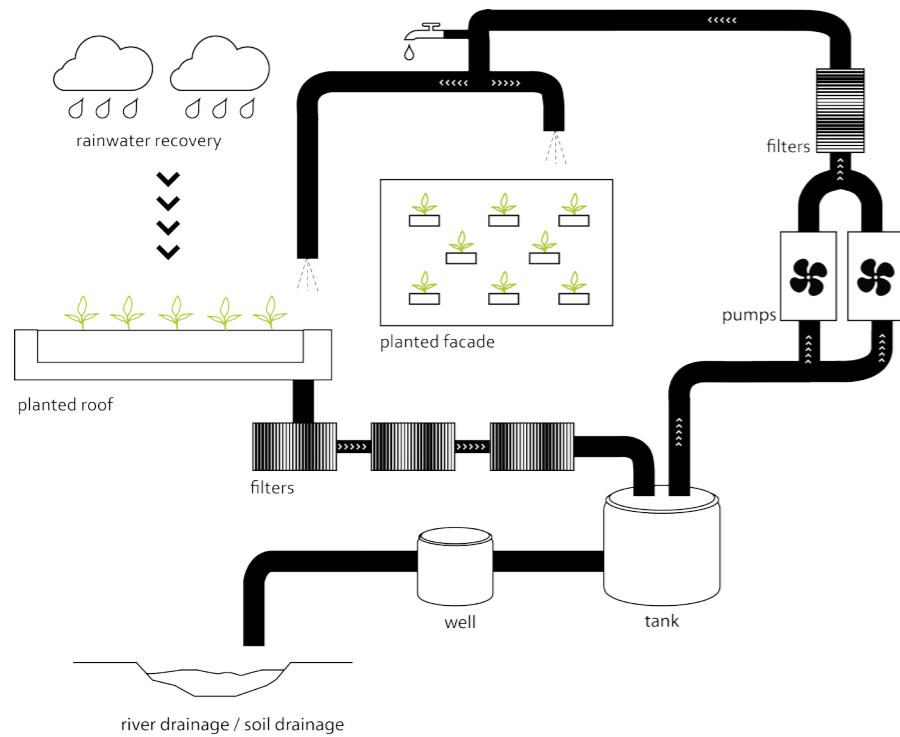 rainwater recovery
filters
pumps
planted facade
planted roof
filters
well
tank
river drainage / soil drainage